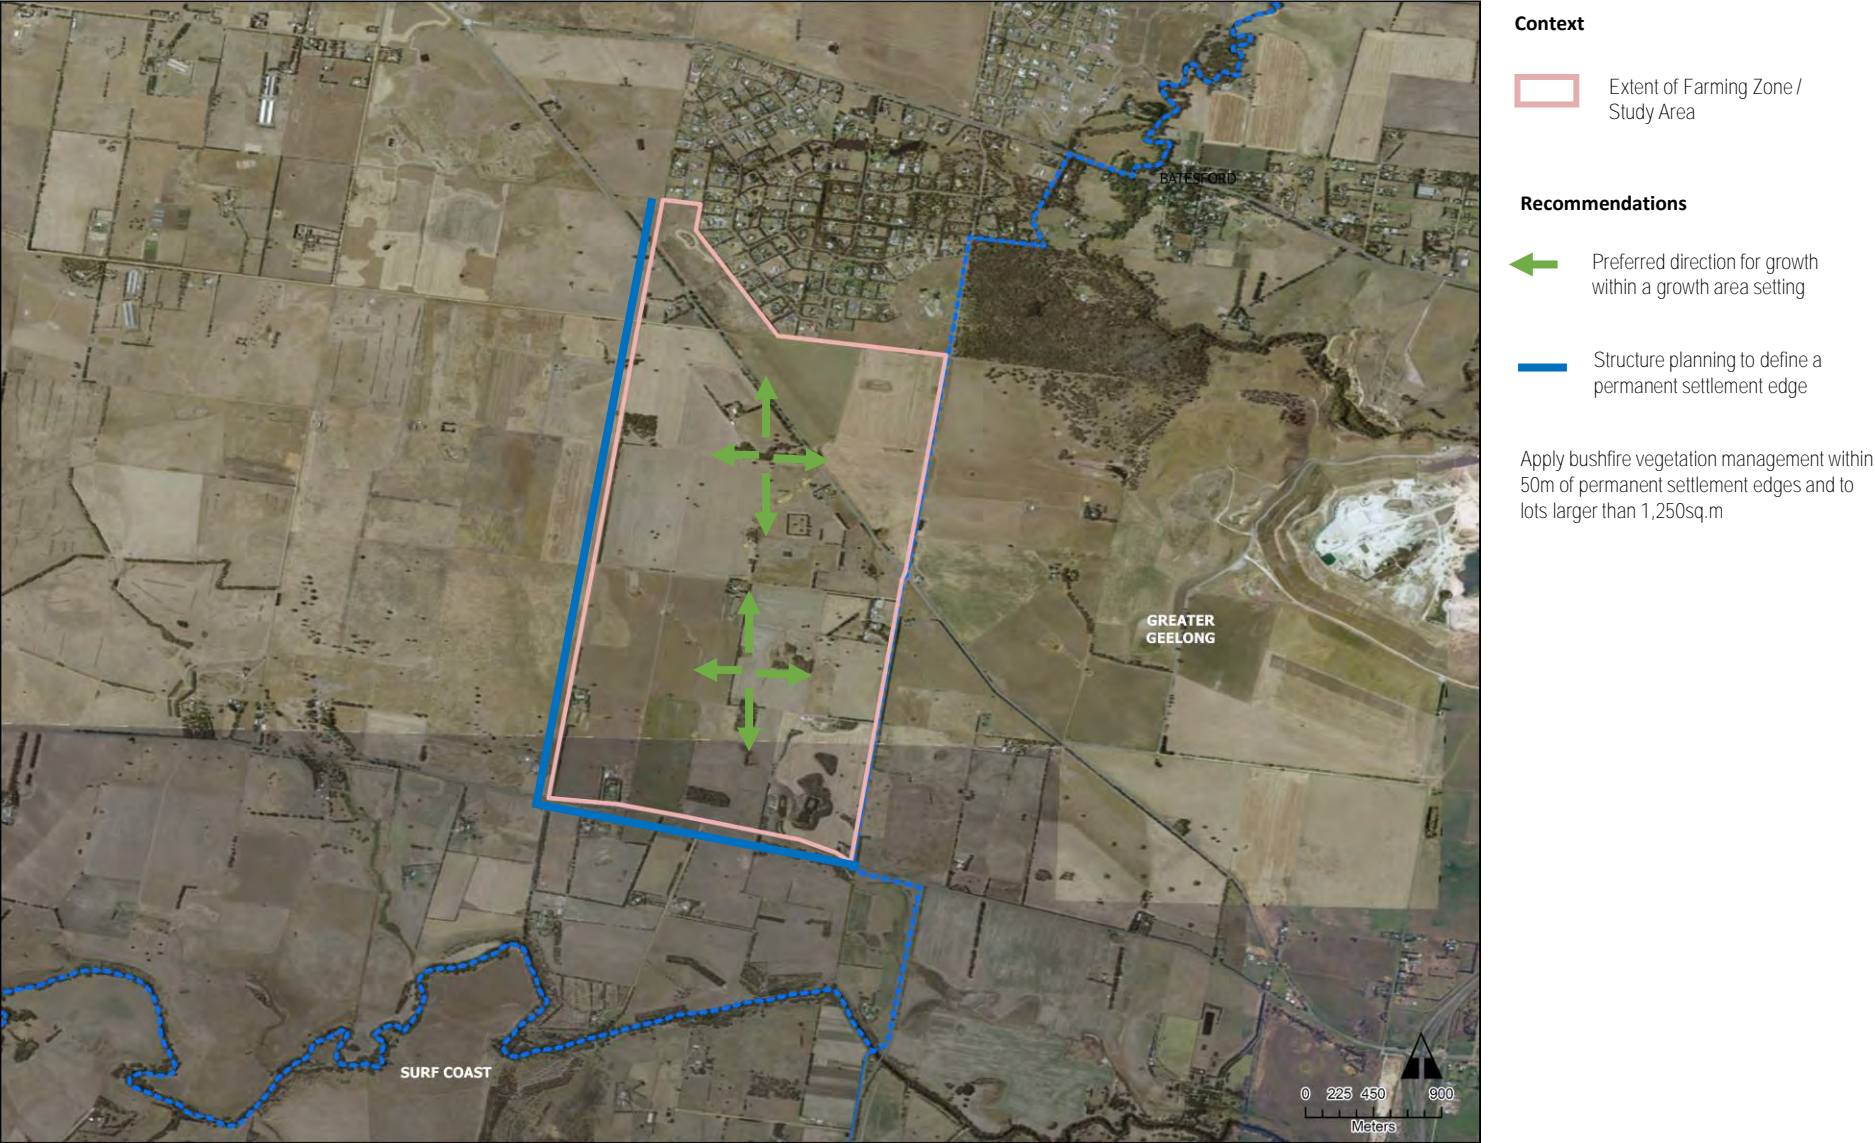 Context
Extent of Farming Zone /
Study Area
Recommendations
Preferred direction for growth
within a growth area setting
Structure planning to define a
permanent settlement edge
Apply bushfire vegetation management within
50m of permanent settlement edges and to
lots larger than 1,250sq.m
BATESFORD
GREATER
GEELONG
SURF COAST
0 225 450 900
Meters